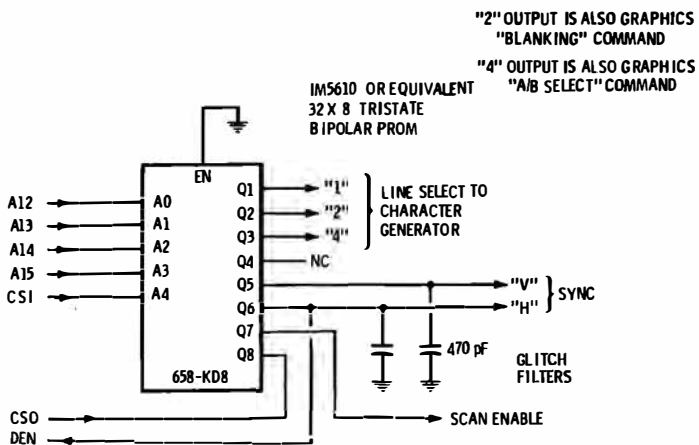 "2" OUTPUT IS ALSO GRAPHICS
"BLANKING" COMMAND
"4" OUTPUT IS ALSO GRAPHICS
"A/B SELECT" COMMAND
IM5610 OR EQUIVALENT
32 X 8 TRISTATE
BIPOLAR PROM
EN
A12
A13
A14
A15
CSI
A0
A1
A2
A3
A4
Q1
Q2
Q3
Q4
Q5
Q6
Q7
Q8
"1"
"2"
"4"
NC
LINE SELECT TO
CHARACTER
GENERATOR
"V"
"H"
SYNC
470 pF
GLITCH
FILTERS
658-KD8
CSO
DEN
SCAN ENABLE